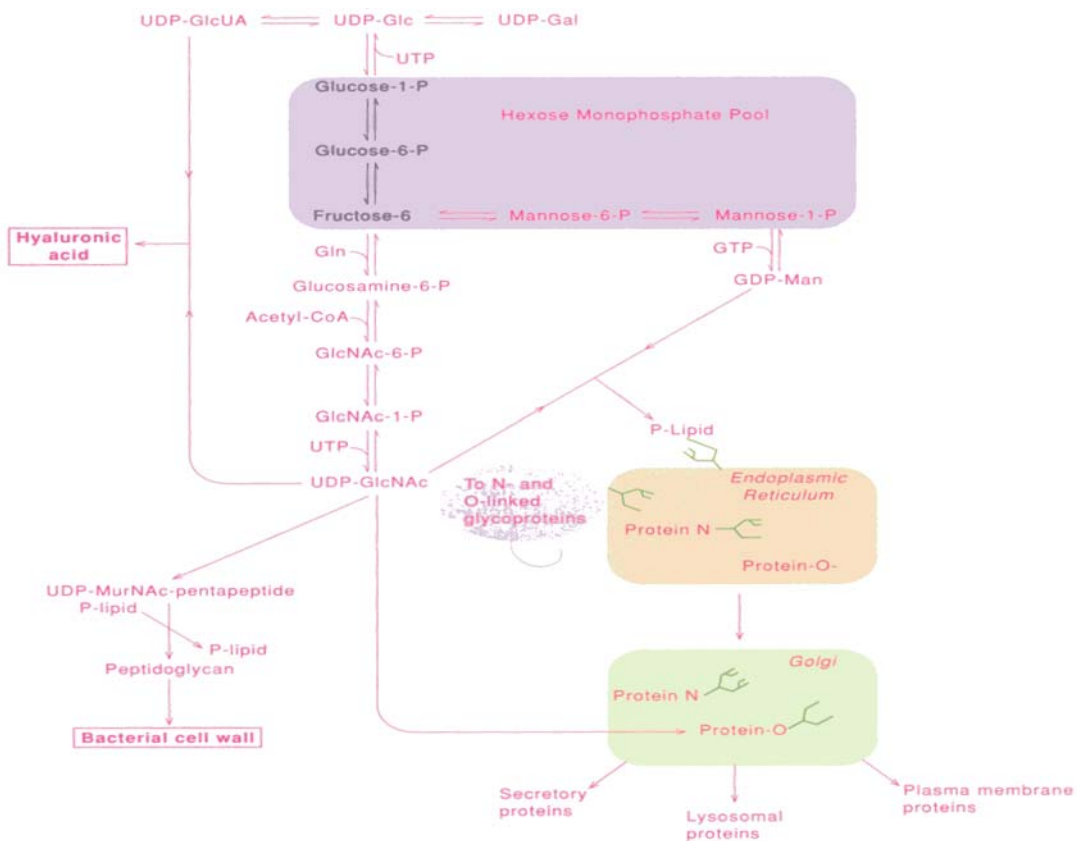 UDP-GlcUA
UDP-Glc
UDP-Gal
UTP
Glucose-1-P
Hexose Monophosphate Pool
Glucose-6-P
Fructose-6
Mannose-6-P
Mannose-1-P
Hyaluronic
acid
Gln
GTP
GDP-Man
Glucosamine-6-P
Acetyl-CoA
GlcNAc-6-P
GlcNAc-1-P
P-Lipid
UTP
UDP-GlcNAc
To N- and
O-linked
glycoproteins
Endoplasmic
Reticulum
Protein N
Protein-O-
UDP-MurNAc-pentapeptide
P-lipid
P-lipid
Peptidoglycan
Golgi
Protein N
Protein-O
Bacterial cell wall
Secretory
proteins
Lysosomal
proteins
Plasma membrane
proteins